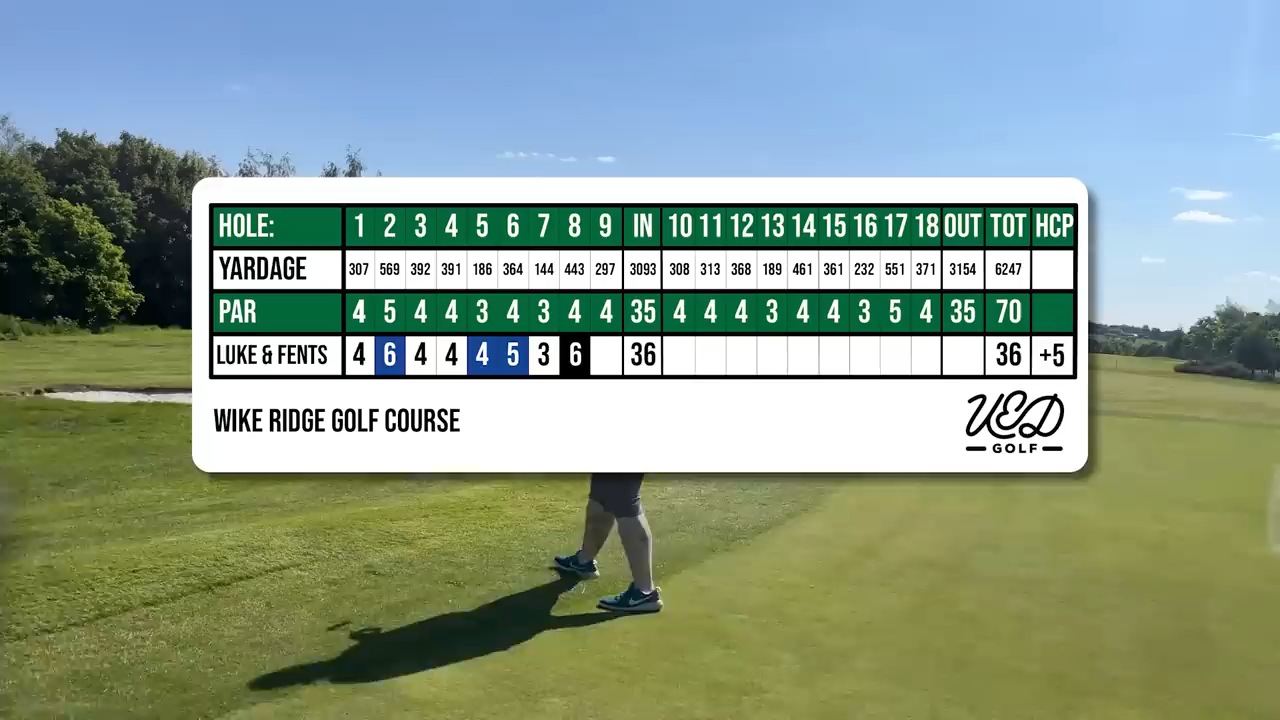 HOLE: 1 2 3 4 5 6 7 8 9 IN 10 11 12 13 14 15 16 17 18 OUT TOT HCP
YARDAGE 307 569 392 391 186 364 144 443 297 3093 308 313 368 189 461 361 232 551 371 3154 6247
PAR 4 5 4 4 3 4 3 4 4 35 4 4 4 3 4 4 3 5 4 35 70
LUKE & FENTS 4 6 4 4 4 5 3 6 36 36 +5
WIKE RIDGE GOLF COURSE
UED
GOLF